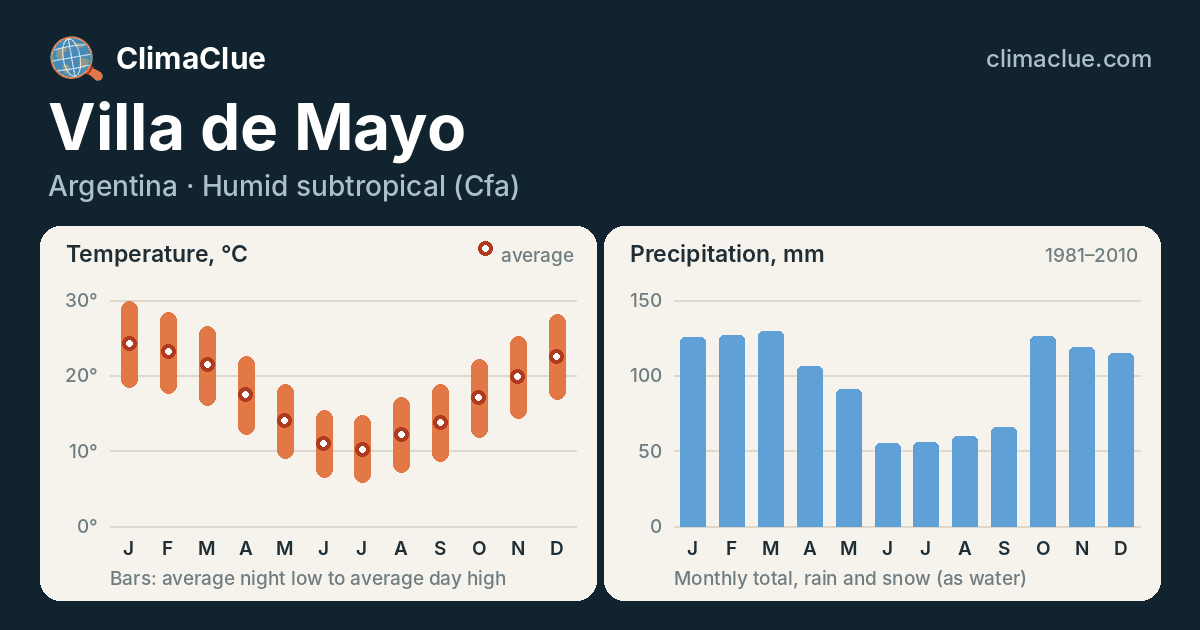 ClimaClue
climaclue.com
Villa de Mayo
Argentina · Humid subtropical (Cfa)
Temperature, °C
average
30°
20°
10°
0°
J F M A M J J A S O N D
Bars: average night low to average day high
Precipitation, mm
1981–2010
150
100
50
0
J F M A M J J A S O N D
Monthly total, rain and snow (as water)